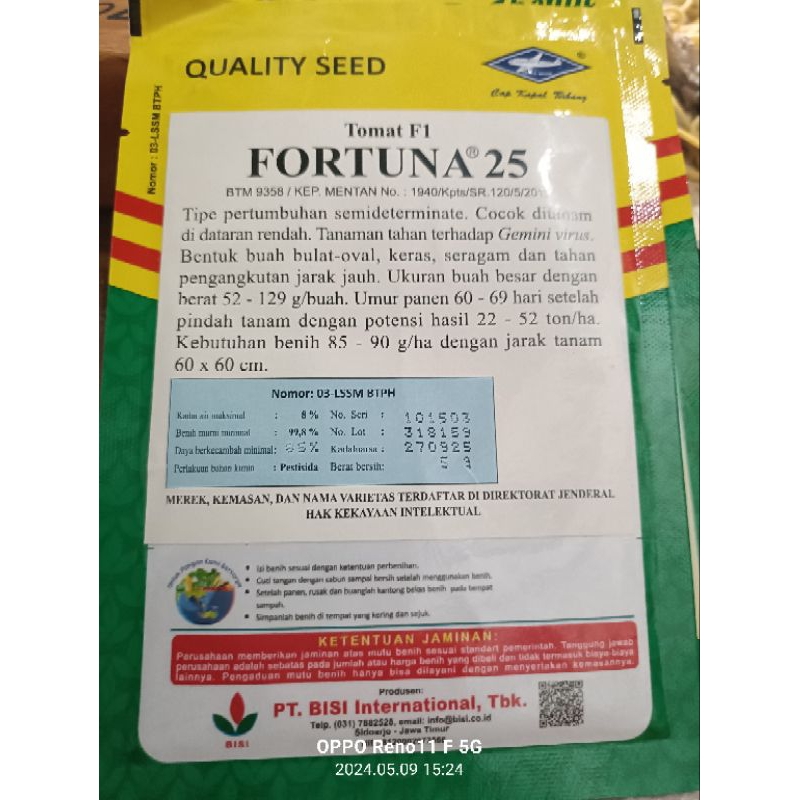 QUALITY SEED
®
Cap Kapal Terbang
Nomor : 03-LSSM BTPH
Tomat F1
FORTUNA® 25
BTM 9358 / KEP. MENTAN No. : 1940/Kpts/SR.120/5/20
Tipe pertumbuhan semideterminate. Cocok ditanam
di dataran rendah. Tanaman tahan terhadap Gemini virus.
Bentuk buah bulat-oval, keras, seragam dan tahan
pengangkutan jarak jauh. Ukuran buah besar dengan
berat 52 - 129 g/buah. Umur panen 60 - 69 hari setelah
pindah tanam dengan potensi hasil 22 - 52 ton/ha.
Kebutuhan benih 85 - 90 g/ha dengan jarak tanam
60 x 60 cm.
Nomor: 03-LSSM BTPH
Kadar air maksimal : 8 % No. Seri : 101503
Benih murni minimal : 99,8 % No. Lot : 318159
Daya berkecambah minimal: 85% Kadaluarsa : 270925
Perlakuan bahan kimia : Pestisida Berat bersih: 5 g
MEREK, KEMASAN, DAN NAMA VARIETAS TERDAFTAR DI DIREKTORAT JENDERAL
HAK KEKAYAAN INTELEKTUAL
• Isi benih sesuai dengan ketentuan perbenihan.
• Cuci tangan dengan sabun sampai bersih setelah menggunakan benih.
• Setelah panen, rusak dan buanglah kantung bekas benih pada tempat
sampah.
• Simpanlah benih di tempat yang kering dan sejuk.
KETENTUAN JAMINAN:
Perusahaan memberikan jaminan atas mutu benih sesuai standart pemerintah. Tanggung jawab
perusahaan adalah sebatas pada jumlah atau harga benih yang dibeli dan tidak termasuk biaya-biaya
lainnya. Pengaduan mutu benih hanya bisa dilayani dengan menyertakan kemasannya.
Produsen:
PT. BISI International, Tbk.
Telp. (031) 7882528, email: info@bisi.co.id
Sidoarjo - Jawa Timur
BISI
OPPO Reno11 F 5G
2024.05.09 15:24